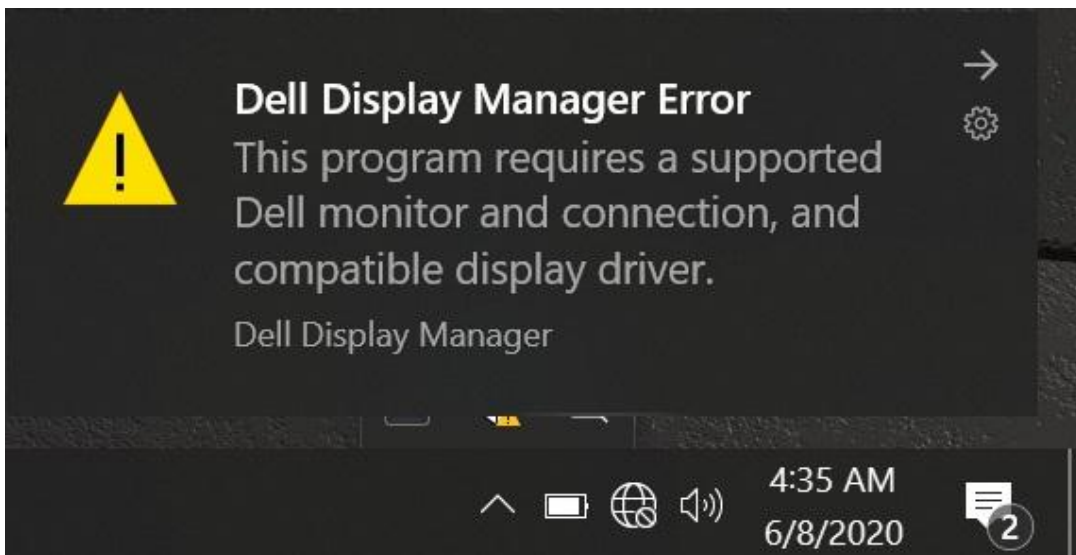 Dell Display Manager Error
This program requires a supported
Dell monitor and connection, and
compatible display driver.
Dell Display Manager
4:35 AM
6/8/2020
2